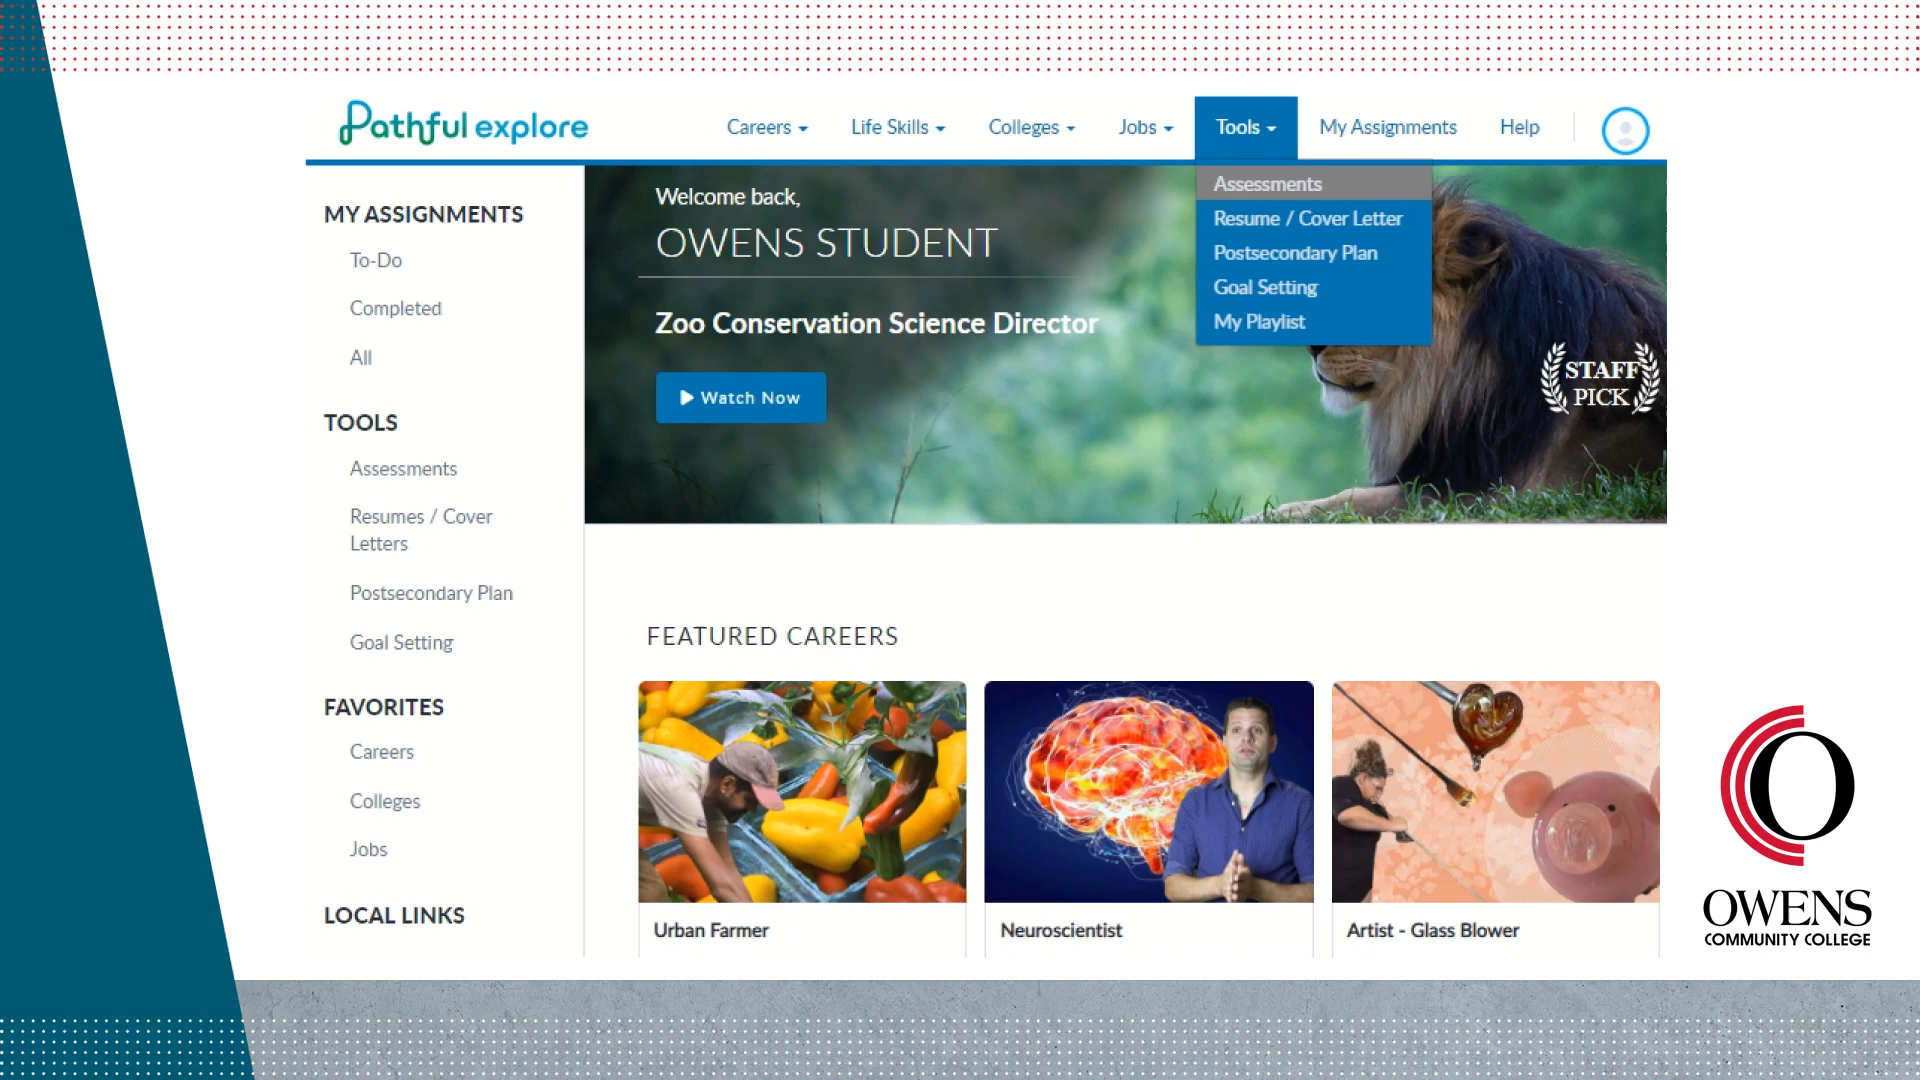 Pathful explore
Careers
Life Skills
Colleges
Jobs
Tools
My Assignments
Help
Assessments
Resume / Cover Letter
Postsecondary Plan
Goal Setting
My Playlist
MY ASSIGNMENTS
To-Do
Completed
All
TOOLS
Assessments
Resumes / Cover
Letters
Postsecondary Plan
Goal Setting
FAVORITES
Careers
Colleges
Jobs
LOCAL LINKS
Welcome back,
OWENS STUDENT
Zoo Conservation Science Director
Watch Now
STAFF
PICK
FEATURED CAREERS
Urban Farmer
Neuroscientist
Artist - Glass Blower
OWENS
COMMUNITY COLLEGE